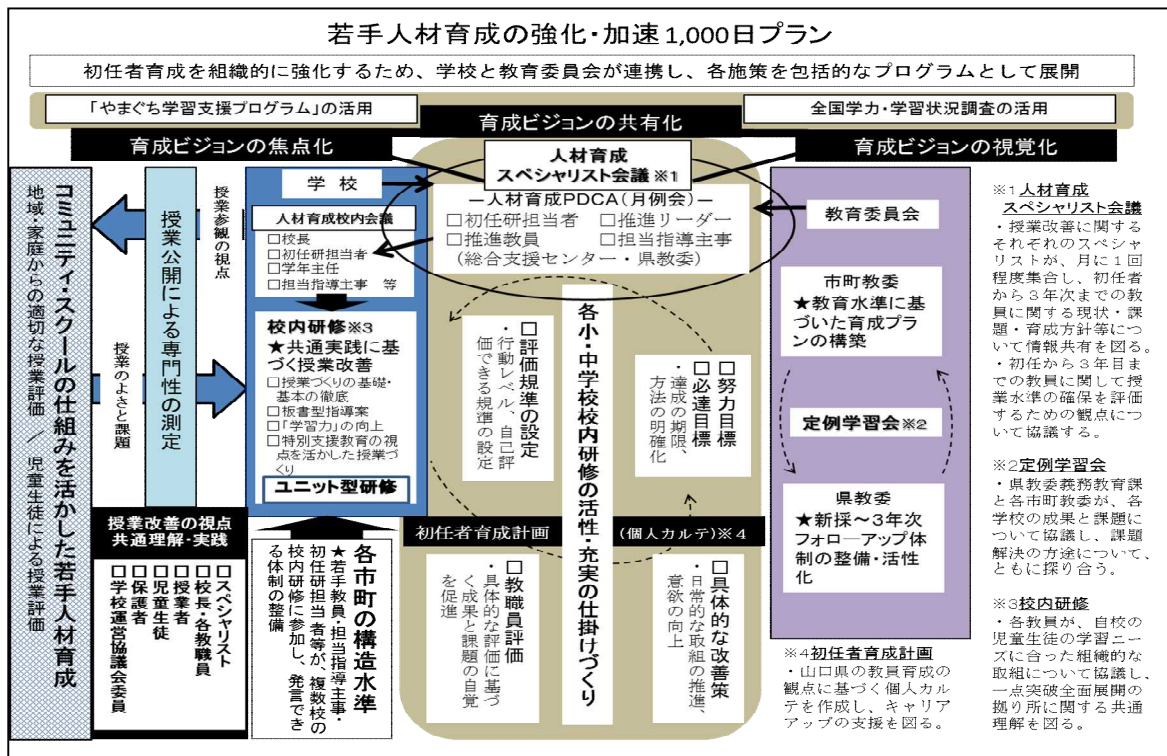 若手人材育成の強化・加速1,000日プラン
初任者育成を組織的に強化するため、学校と教育委員会が連携し、各施策を包括的なプログラムとして展開
「やまぐち学習支援プログラム」の活用
育成ビジョンの共有化
全国学力・学習状況調査の活用
育成ビジョンの焦点化
育成ビジョンの視覚化
コミュニティ・スクールの仕組みを活かした若手人材育成
地域・家庭からの適切な授業評価 ／ 児童生徒による授業評価
授業公開による専門性の測定
授業参観の視点
授業のよさと課題
授業改善の視点
共通理解・実践
□スペシャリスト
□校長・各教職員
□授業者
□児童生徒
□保護者
□学校運営協議会委員
学校
人材育成校内会議
□校長
□初任研担当者
□学年主任
□担当指導主事 等
校内研修※3
★共通実践に基
づく授業改善
□授業づくりの基礎・
基本の徹底
□板書型指導案
□「学習力」の向上
□特別支援教育の視
点を活かした授業づ
くり
ユニット型研修
各市町の構造水準
★若手教員・担当指導主事・
初任研担当者等が、複数校の
校内研修に参加し、発言でき
る体制の整備
人材育成
スペシャリスト会議※1
－人材育成PDCA(月例会)－
□初任研担当者 □推進リーダー
□推進教員 □担当指導主事
(総合支援センター・県教委)
各小・中学校校内研修の活性・充実の仕掛けづくり
□評価規準の設定
・行動レベル、自己評
価できる規準の設定
□努力目標
□必達目標
・達成の期限、
方法の明確化
初任者育成計画
(個人カルテ)※4
□教職員評価
・具体的な評価に基づ
く成果と課題の自覚
を促進
□具体的な改善策
・日常的な取組の推進、
意欲の向上
教育委員会
市町教委
★教育水準に基
づいた育成プラ
ンの構築
定例学習会※2
県教委
★新採～3年次
フォローアップ体
制の整備・活性
化
※4初任者育成計画
・山口県の教員育成の
観点に基づく個人カル
テを作成し、キャリア
アップの支援を図る。
※1人材育成
スペシャリスト会議
・授業改善に関する
それぞれのスペシャ
リストが、月に1回
程度集合し、初任者
から3年次までの教
員に関する現状・課
題・育成方針等につ
いて情報共有を図る。
・初任から3年目ま
での教員に関して授
業水準の確保を評価
するための観点につ
いて協議する。
※2定例学習会
・県教委義務教育課
と各市町教委が、各
学校の成果と課題に
ついて協議し、課題
解決の方途について、
ともに探り合う。
※3校内研修
・各教員が、自校の
児童生徒の学習ニー
ズに合った組織的な
取組について協議し、
一点突破全面展開の
拠り所に関する共通
理解を図る。